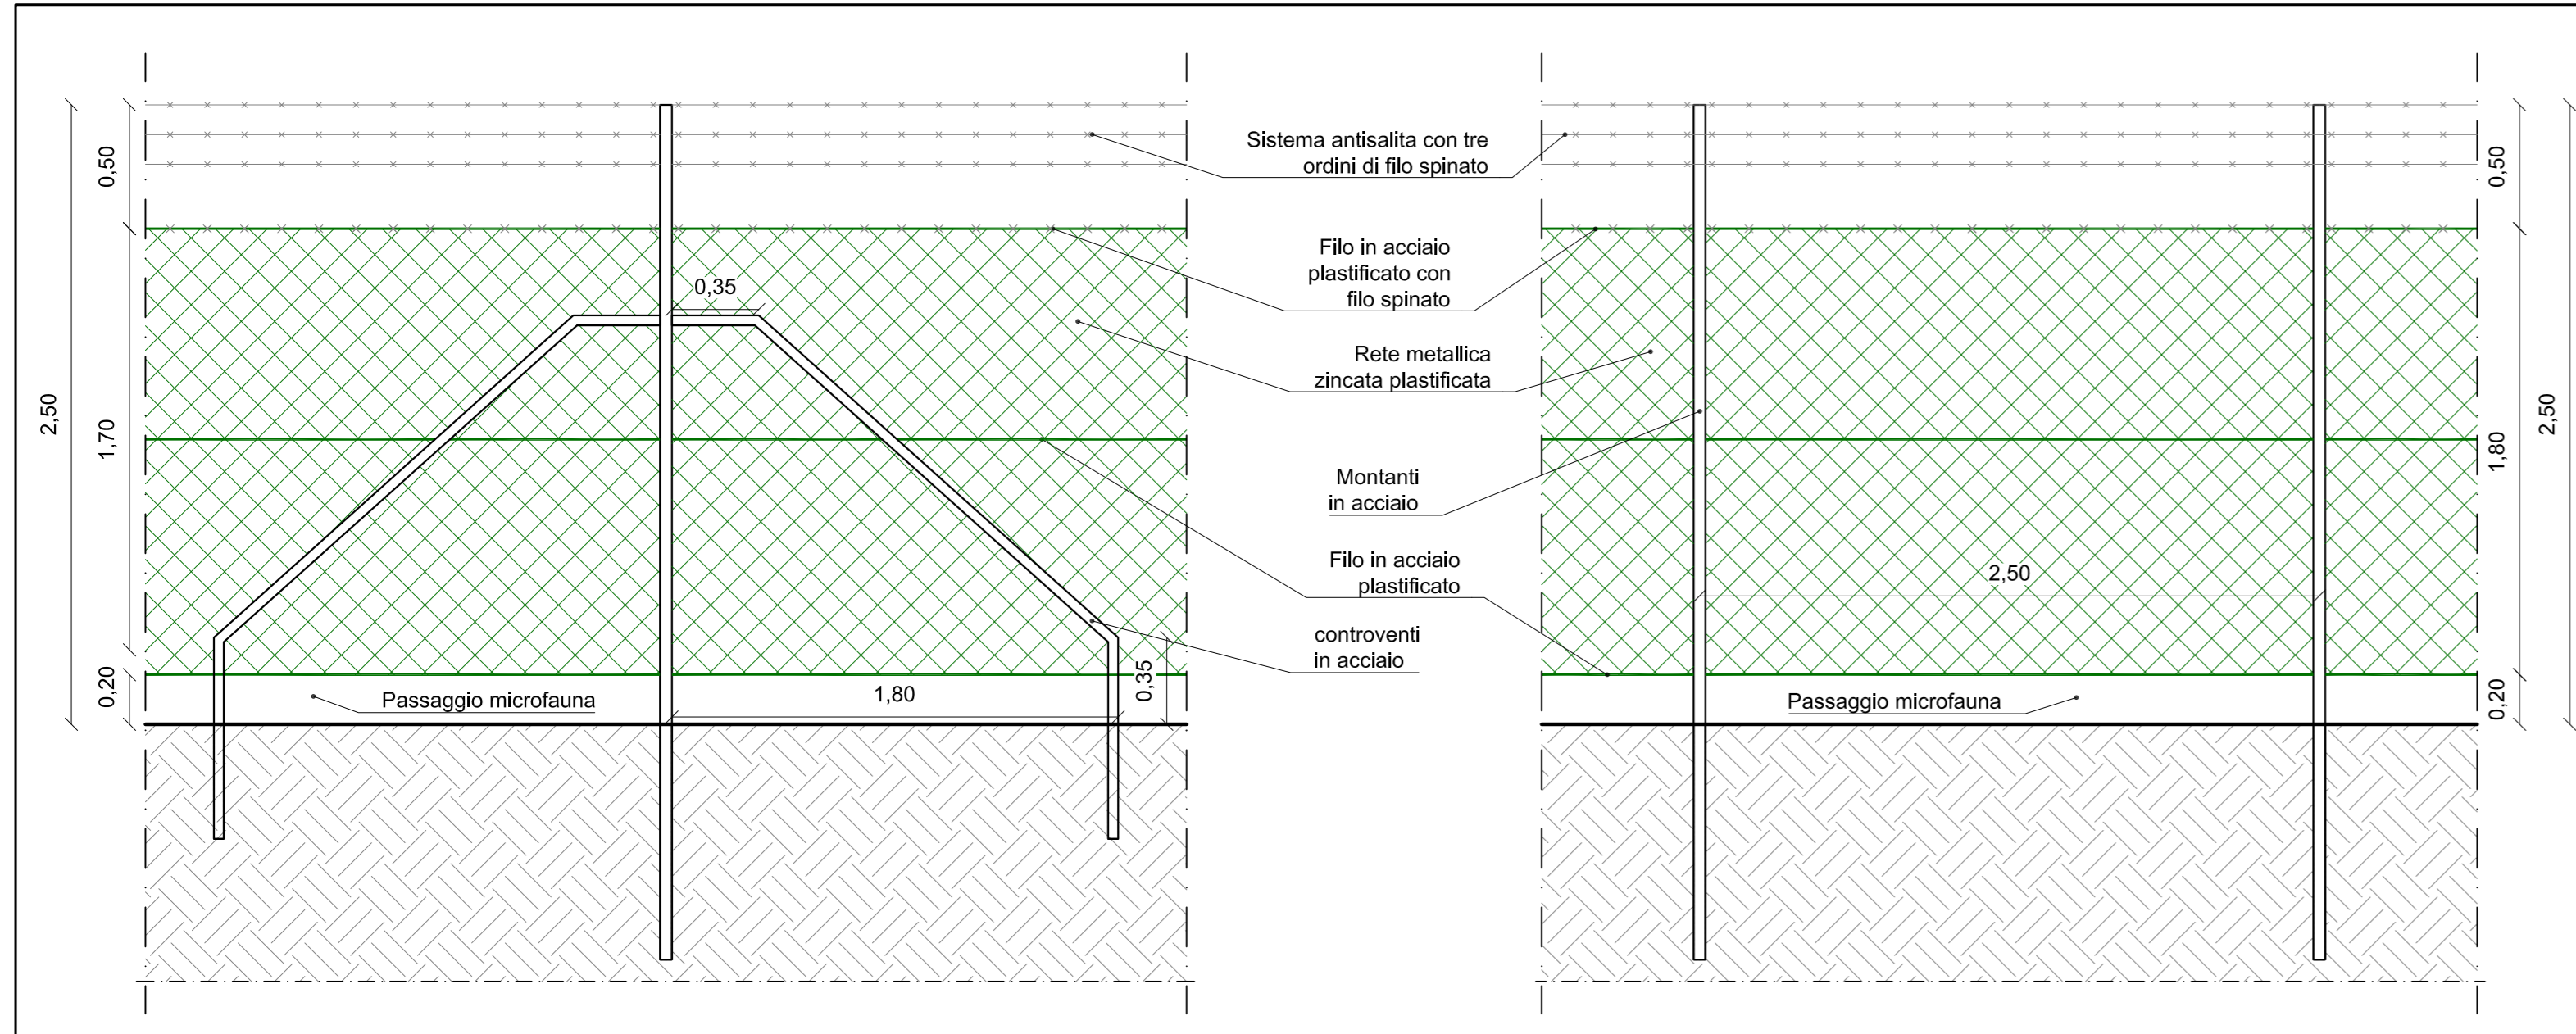 Sistema antisalita con tre
ordini di filo spinato
Filo in acciaio
plastificato con
filo spinato
Rete metallica
zincata plastificata
Montanti
in acciaio
Filo in acciaio
plastificato
controventi
in acciaio
2,50
0,50
1,70
0,20
0,35
Passaggio microfauna
1,80
0,35
2,50
Passaggio microfauna
0,50
1,80
0,20
2,50